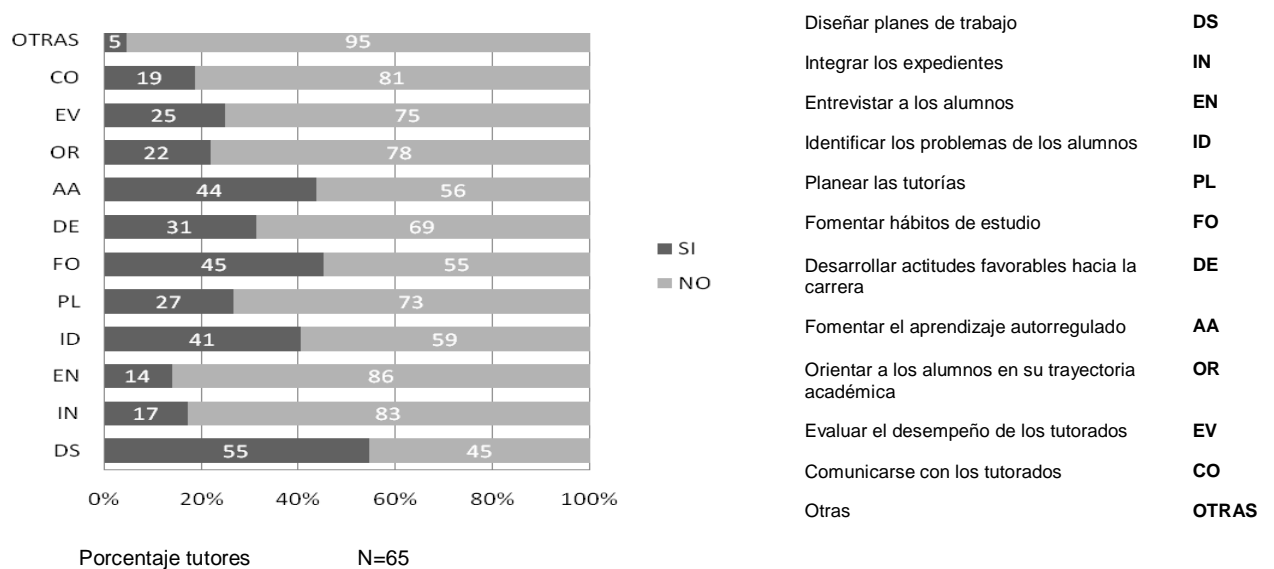 OTRAS 5 95
CO 19 81
EV 25 75
OR 22 78
AA 44 56
DE 31 69
FO 45 55
PL 27 73
ID 41 59
EN 14 86
IN 17 83
DS 55 45
0% 20% 40% 60% 80% 100%
SI
NO
Porcentaje tutores N=65
Diseñar planes de trabajo DS
Integrar los expedientes IN
Entrevistar a los alumnos EN
Identificar los problemas de los alumnos ID
Planear las tutorías PL
Fomentar hábitos de estudio FO
Desarrollar actitudes favorables hacia la DE
carrera
Fomentar el aprendizaje autorregulado AA
Orientar a los alumnos en su trayectoria OR
académica
Evaluar el desempeño de los tutorados EV
Comunicarse con los tutorados CO
Otras OTRAS